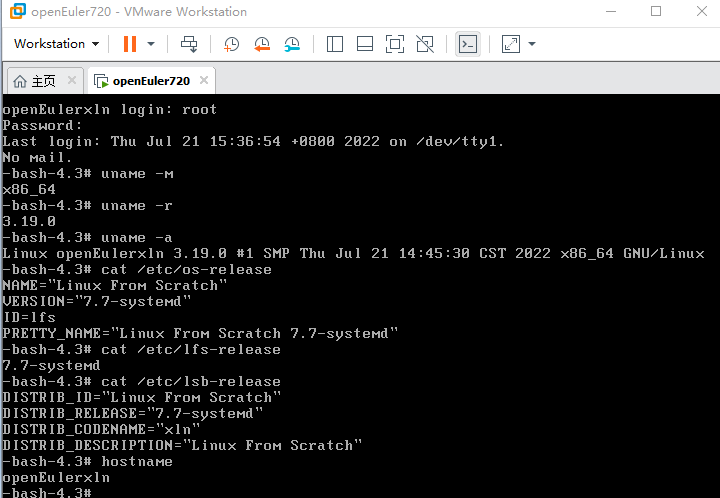 openEuler720 - VMware Workstation
Workstation
主页
openEuler720
openEulerxln login: root
Password:
Last login: Thu Jul 21 15:36:54 +0800 2022 on /dev/tty1.
No mail.
-bash-4.3# uname -m
x86_64
-bash-4.3# uname -r
3.19.0
-bash-4.3# uname -a
Linux openEulerxln 3.19.0 #1 SMP Thu Jul 21 14:45:30 CST 2022 x86_64 GNU/Linux
-bash-4.3# cat /etc/os-release
NAME="Linux From Scratch"
VERSION="7.7-systemd"
ID=lfs
PRETTY_NAME="Linux From Scratch 7.7-systemd"
-bash-4.3# cat /etc/lfs-release
7.7-systemd
-bash-4.3# cat /etc/lsb-release
DISTRIB_ID="Linux From Scratch"
DISTRIB_RELEASE="7.7-systemd"
DISTRIB_CODENAME="xln"
DISTRIB_DESCRIPTION="Linux From Scratch"
-bash-4.3# hostname
openEulerxln
-bash-4.3#